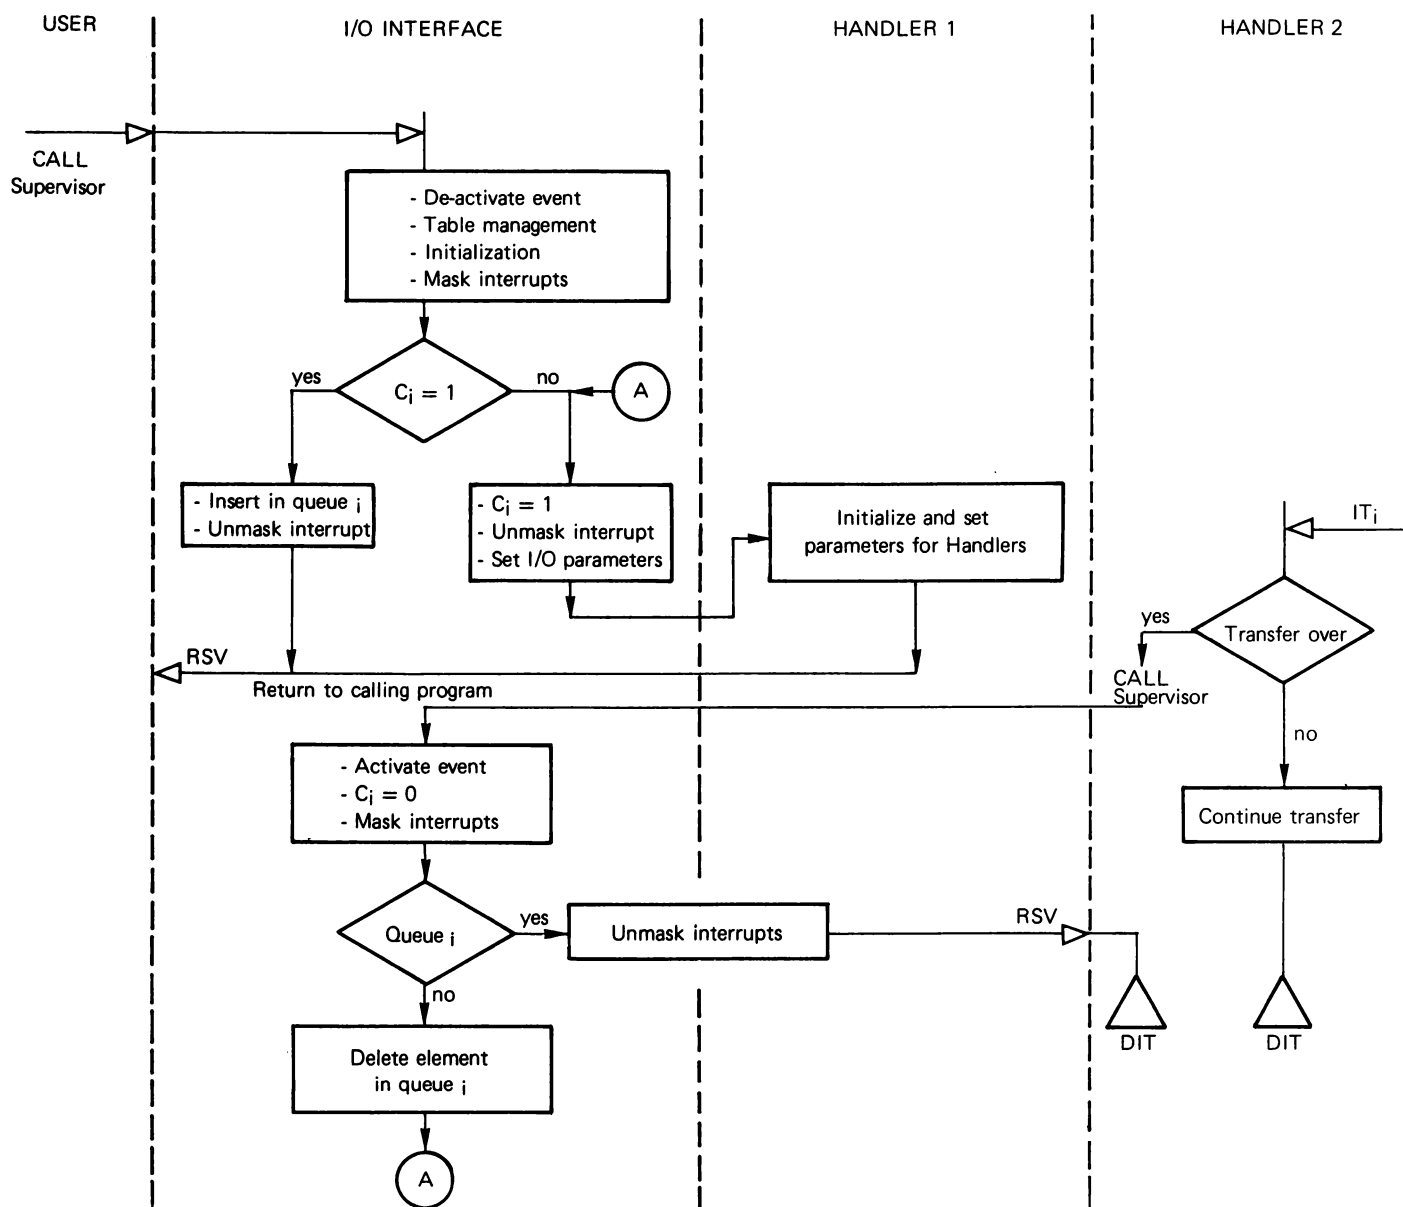 USER
I/O INTERFACE
HANDLER 1
HANDLER 2
CALL
Supervisor
- De-activate event
- Table management
- Initialization
- Mask interrupts
yes
Ci = 1
no
A
- Insert in queue i
- Unmask interrupt
- Ci = 1
- Unmask interrupt
- Set I/O parameters
Initialize and set
parameters for Handlers
ITi
yes
Transfer over
RSV
Return to calling program
CALL
Supervisor
no
- Activate event
- Ci = 0
- Mask interrupts
Continue transfer
Queue i
yes
Unmask interrupts
RSV
no
DIT
DIT
Delete element
in queue i
A